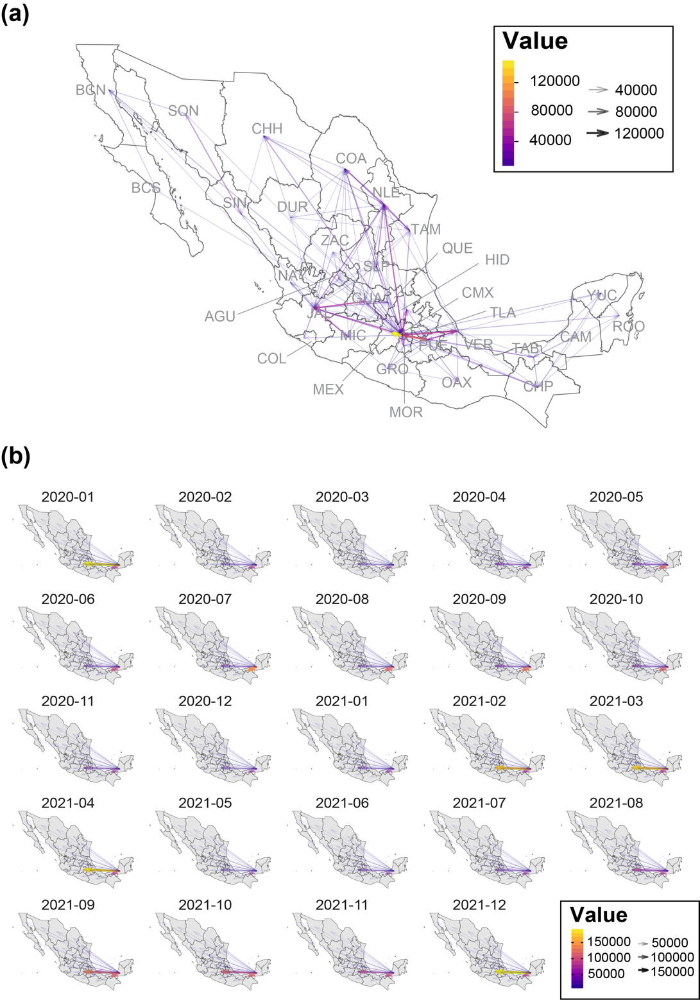 (a)
Value
120000
80000
40000
40000
80000
120000
BCN
SON
CHH
COA
BCS
NLE
SIN
DUR
TAM
ZAC
QUE
HID
SLP
NAY
CMX
GUA
TLA
YUC
AGU
JAL
ROO
MIC
CAM
PUE
VER
TAB
COL
GRO
OAX
CHP
MEX
MOR
(b)
2020-01 2020-02 2020-03 2020-04 2020-05
2020-06 2020-07 2020-08 2020-09 2020-10
2020-11 2020-12 2021-01 2021-02 2021-03
2021-04 2021-05 2021-06 2021-07 2021-08
2021-09 2021-10 2021-11 2021-12
Value
150000
100000
50000
50000
100000
150000